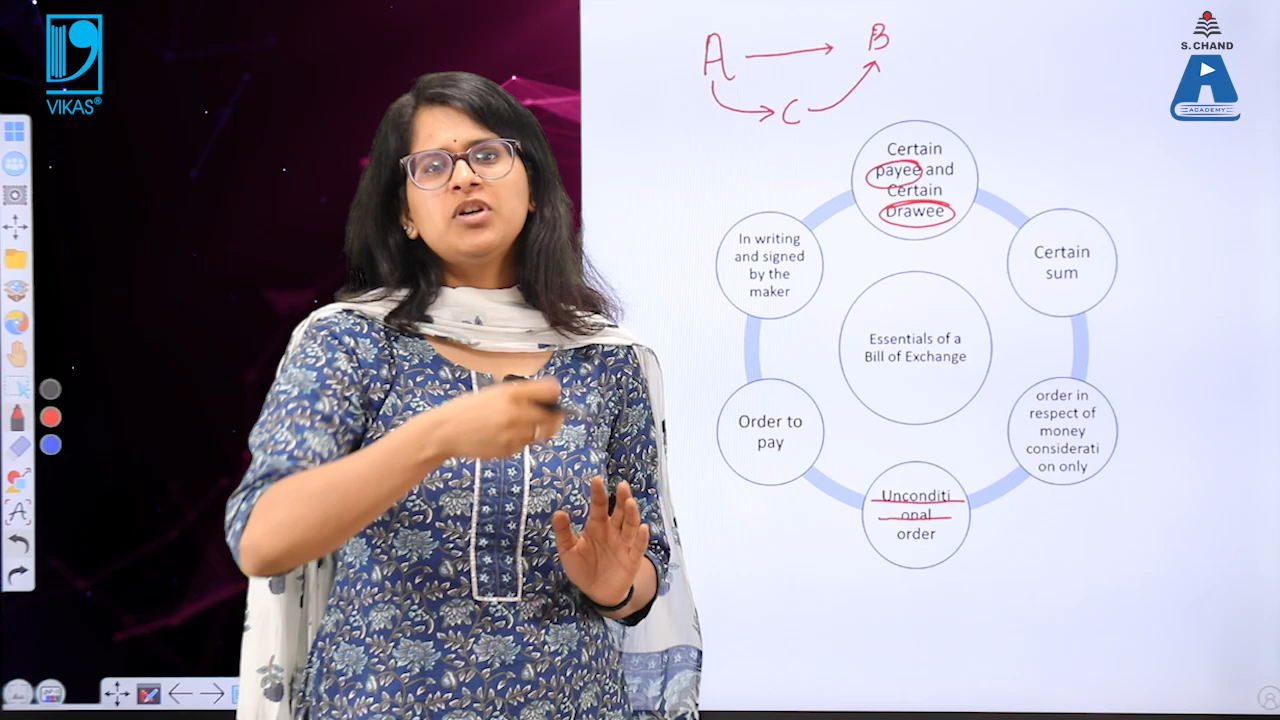 VIKAS®
S. CHAND
ACADEMY
A
B
C
Certain
payee and
Certain
Drawee
Certain
sum
order in
respect of
money
considerati
on only
Unconditi
onal
order
Order to
pay
In writing
and signed
by the
maker
Essentials of a
Bill of Exchange